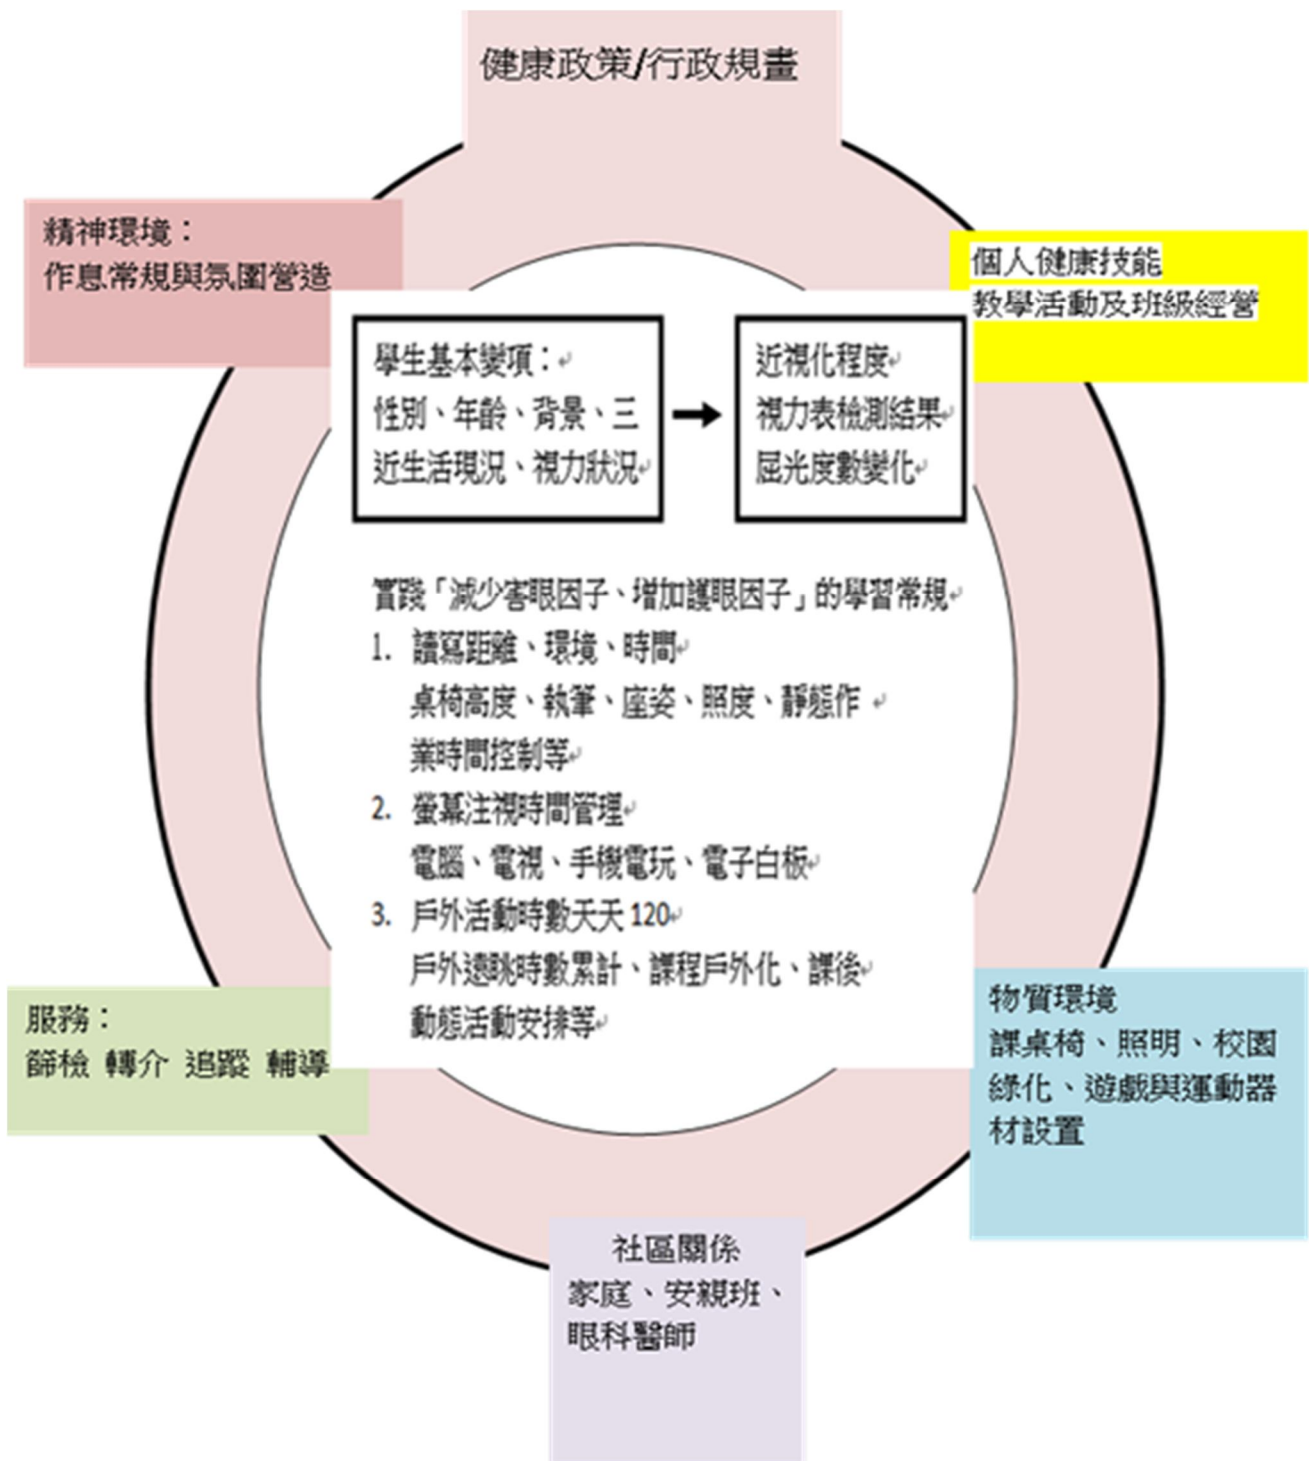 健康政策/行政規畫
精神環境：
作息常規與氛圍營造
個人健康技能
教學活動及班級經營
學生基本變項：
性別、年齡、背景、三
近生活現況、視力狀況
近視化程度
視力表檢測結果
屈光度數變化
實踐「減少害眼因子、增加護眼因子」的學習常規
1. 讀寫距離、環境、時間
桌椅高度、執筆、座姿、照度、靜態作
業時間控制等
2. 螢幕注視時間管理
電腦、電視、手機電玩、電子白板
3. 戶外活動時數天天 120
戶外遠眺時數累計、課程戶外化、課後
動態活動安排等
服務：
篩檢 轉介 追蹤 輔導
物質環境
課桌椅、照明、校園
綠化、遊戲與運動器
材設置
社區關係
家庭、安親班、
眼科醫師